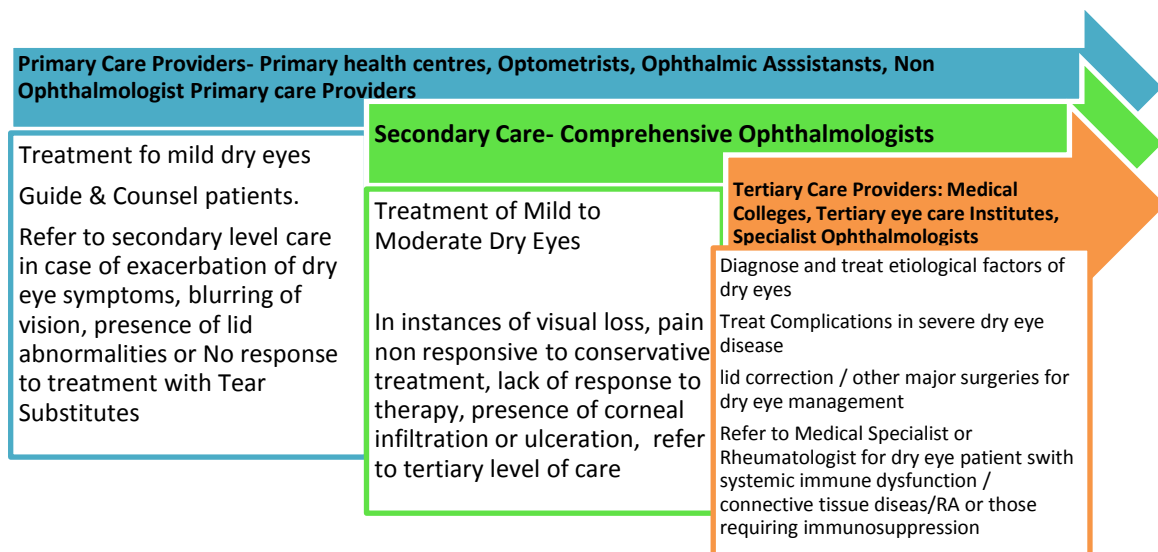 Primary Care Providers- Primary health centres, Optometrists, Ophthalmic Asssistansts, Non
Ophthalmologist Primary care Providers
Treatment fo mild dry eyes
Guide & Counsel patients.
Refer to secondary level care
in case of exacerbation of dry
eye symptoms, blurring of
vision, presence of lid
abnormalities or No response
to treatment with Tear
Substitutes
Secondary Care- Comprehensive Ophthalmologists
Treatment of Mild to
Moderate Dry Eyes
In instances of visual loss, pain
non responsive to conservative
treatment, lack of response to
therapy, presence of corneal
infiltration or ulceration, refer
to tertiary level of care
Tertiary Care Providers: Medical
Colleges, Tertiary eye care Institutes,
Specialist Ophthalmologists
Diagnose and treat etiological factors of
dry eyes
Treat Complications in severe dry eye
disease
lid correction / other major surgeries for
dry eye management
Refer to Medical Specialist or
Rheumatologist for dry eye patient swith
systemic immune dysfunction /
connective tissue diseas/RA or those
requiring immunosuppression